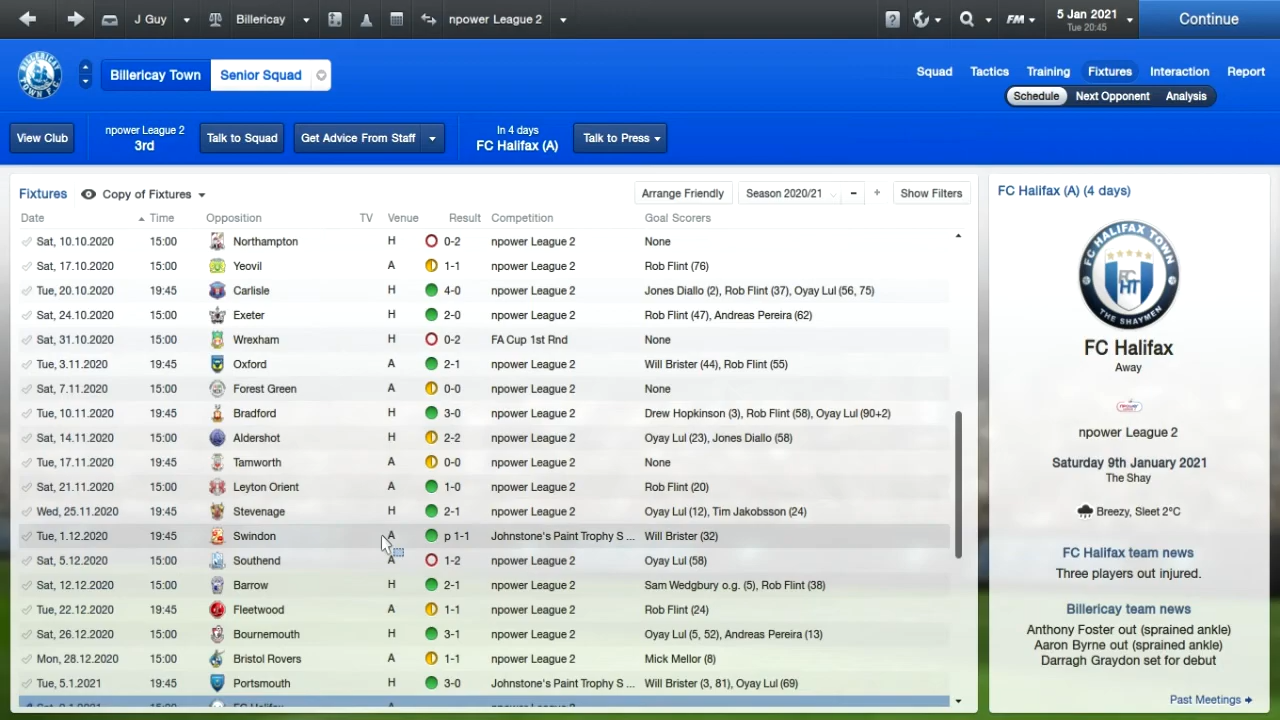 J Guy Billericay npower League 2 ? FM 5 Jan 2021 Continue
Tue 20:45
Billericay Town Senior Squad Squad Tactics Training Fixtures Interaction Report
Schedule Next Opponent Analysis
View Club npower League 2 Talk to Squad Get Advice From Staff In 4 days Talk to Press
3rd FC Halifax (A)
Fixtures Copy of Fixtures Arrange Friendly Season 2020/21 - + Show Filters
Date Time Opposition TV Venue Result Competition Goal Scorers
Sat, 10.10.2020 15:00 Northampton H 0-2 npower League 2 None
Sat, 17.10.2020 15:00 Yeovil A 1-1 npower League 2 Rob Flint (76)
Tue, 20.10.2020 19:45 Carlisle H 4-0 npower League 2 Jones Diallo (2), Rob Flint (37), Oyay Lul (56, 75)
Sat, 24.10.2020 15:00 Exeter H 2-0 npower League 2 Rob Flint (47), Andreas Pereira (62)
Sat, 31.10.2020 15:00 Wrexham H 0-2 FA Cup 1st Rnd None
Tue, 3.11.2020 19:45 Oxford A 2-1 npower League 2 Will Brister (44), Rob Flint (55)
Sat, 7.11.2020 15:00 Forest Green A 0-0 npower League 2 None
Tue, 10.11.2020 19:45 Bradford H 3-0 npower League 2 Drew Hopkinson (3), Rob Flint (58), Oyay Lul (90+2)
Sat, 14.11.2020 15:00 Aldershot H 2-2 npower League 2 Oyay Lul (23), Jones Diallo (58)
Tue, 17.11.2020 19:45 Tamworth A 0-0 npower League 2 None
Sat, 21.11.2020 15:00 Leyton Orient A 1-0 npower League 2 Rob Flint (20)
Wed, 25.11.2020 19:45 Stevenage H 2-1 npower League 2 Oyay Lul (12), Tim Jakobsson (24)
Tue, 1.12.2020 19:45 Swindon A p 1-1 Johnstone's Paint Trophy S ... Will Brister (32)
Sat, 5.12.2020 15:00 Southend A 1-2 npower League 2 Oyay Lul (58)
Sat, 12.12.2020 15:00 Barrow H 2-1 npower League 2 Sam Wedgbury o.g. (5), Rob Flint (38)
Tue, 22.12.2020 19:45 Fleetwood A 1-1 npower League 2 Rob Flint (24)
Sat, 26.12.2020 15:00 Bournemouth H 3-1 npower League 2 Oyay Lul (5, 52), Andreas Pereira (13)
Mon, 28.12.2020 15:00 Bristol Rovers A 1-1 npower League 2 Mick Mellor (8)
Tue, 5.1.2021 19:45 Portsmouth H 3-0 Johnstone's Paint Trophy S ... Will Brister (3, 81), Oyay Lul (69)
FC Halifax (A) (4 days)
FC HALIFAX TOWN
FCHT
THE SHAYMEN
FC Halifax
Away
npower League 2
Saturday 9th January 2021
The Shay
Breezy, Sleet 2°C
FC Halifax team news
Three players out injured.
Billericay team news
Anthony Foster out (sprained ankle)
Aaron Byrne out (sprained ankle)
Darragh Graydon set for debut
Past Meetings